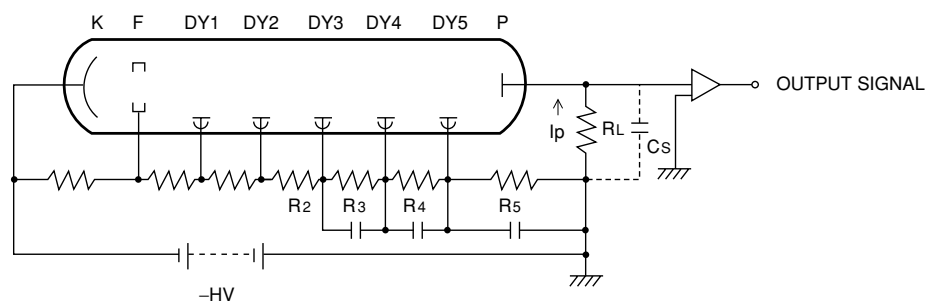 K F DY1 DY2 DY3 DY4 DY5 P
OUTPUT SIGNAL
Ip RL CS
R2 R3 R4 R5
–HV